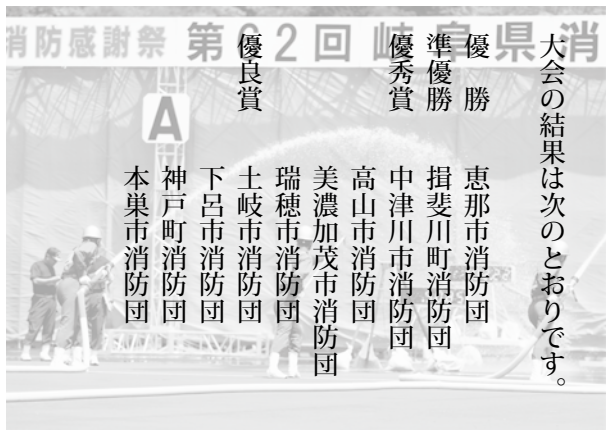 大会の結果は次のとおりです。
優　勝　　恵那市消防団
準優勝　　揖斐川町消防団
優秀賞　　中津川市消防団
高山市消防団
美濃加茂市消防団
瑞穂市消防団
優良賞　　土岐市消防団
下呂市消防団
神戸町消防団
本巣市消防団
消防感謝祭 第62回 岐阜県消
A